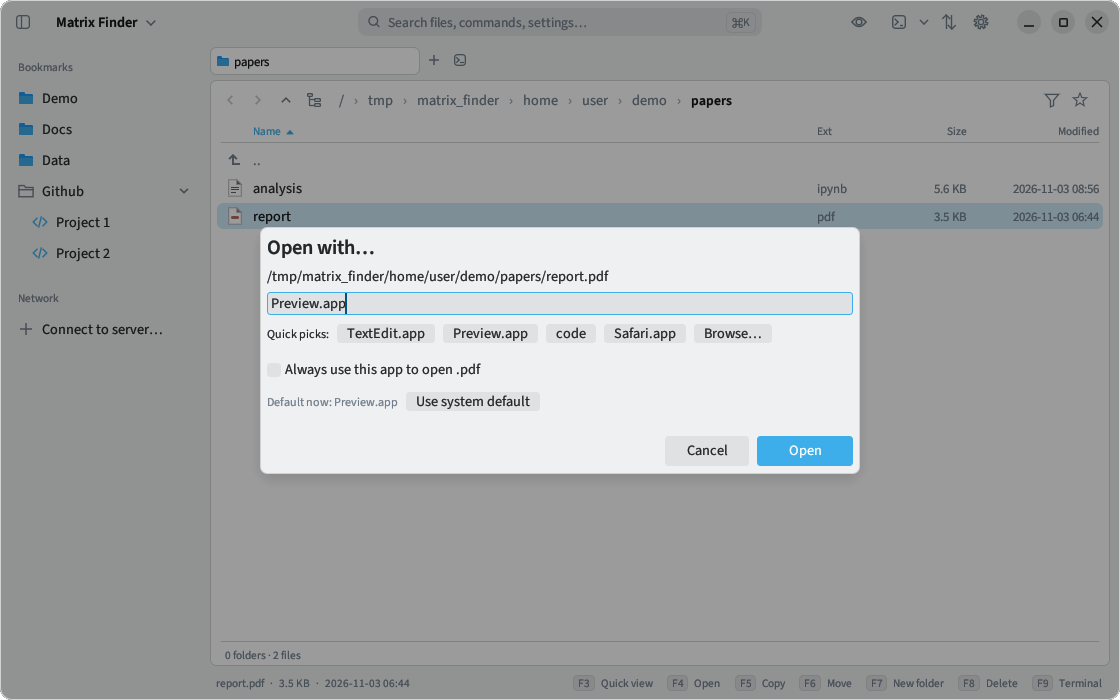 Matrix Finder
Search files, commands, settings… ⌘K
Bookmarks
Demo
Docs
Data
Github
Project 1
Project 2
Network
Connect to server…
papers
/ › tmp › matrix_finder › home › user › demo › papers
Name Ext Size Modified
..
analysis ipynb 5.6 KB 2026-11-03 08:56
report pdf 3.5 KB 2026-11-03 06:44
Open with…
/tmp/matrix_finder/home/user/demo/papers/report.pdf
Preview.app
Quick picks: TextEdit.app Preview.app code Safari.app Browse…
Always use this app to open .pdf
Default now: Preview.app Use system default
Cancel Open
0 folders · 2 files
report.pdf · 3.5 KB · 2026-11-03 06:44 F3 Quick view F4 Open F5 Copy F6 Move F7 New folder F8 Delete F9 Terminal